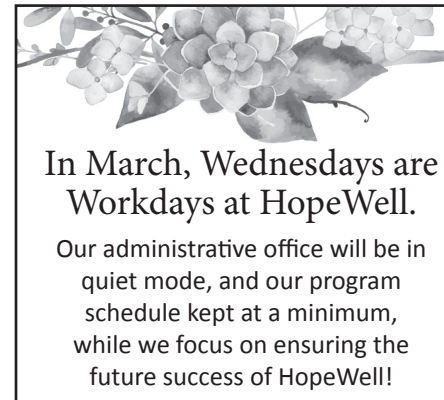 In March, Wednesdays are
Workdays at HopeWell.
Our administrative office will be in
quiet mode, and our program
schedule kept at a minimum,
while we focus on ensuring the
future success of HopeWell!